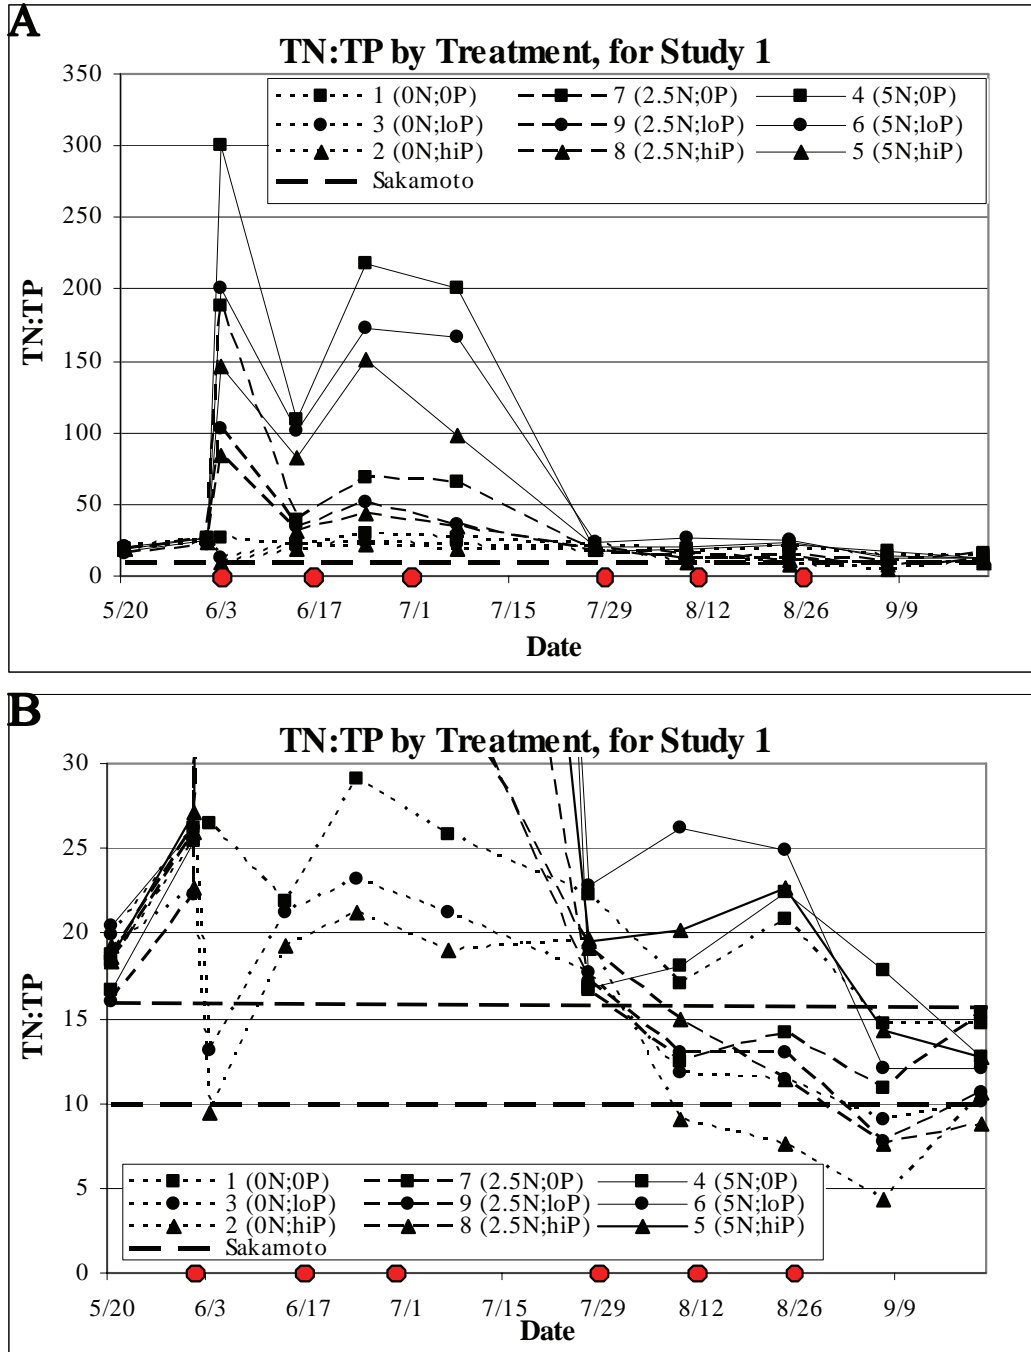 A
TN:TP by Treatment, for Study 1
350
300
250
200
150
100
50
0
TN:TP
1 (0N;0P) 7 (2.5N;0P) 4 (5N;0P)
3 (0N;loP) 9 (2.5N;loP) 6 (5N;loP)
2 (0N;hiP) 8 (2.5N;hiP) 5 (5N;hiP)
Sakamoto
5/20 6/3 6/17 7/1 7/15 7/29 8/12 8/26 9/9
Date
B
TN:TP by Treatment, for Study 1
30
25
20
15
10
5
0
TN:TP
1 (0N;0P) 7 (2.5N;0P) 4 (5N;0P)
3 (0N;loP) 9 (2.5N;loP) 6 (5N;loP)
2 (0N;hiP) 8 (2.5N;hiP) 5 (5N;hiP)
Sakamoto
5/20 6/3 6/17 7/1 7/15 7/29 8/12 8/26 9/9
Date